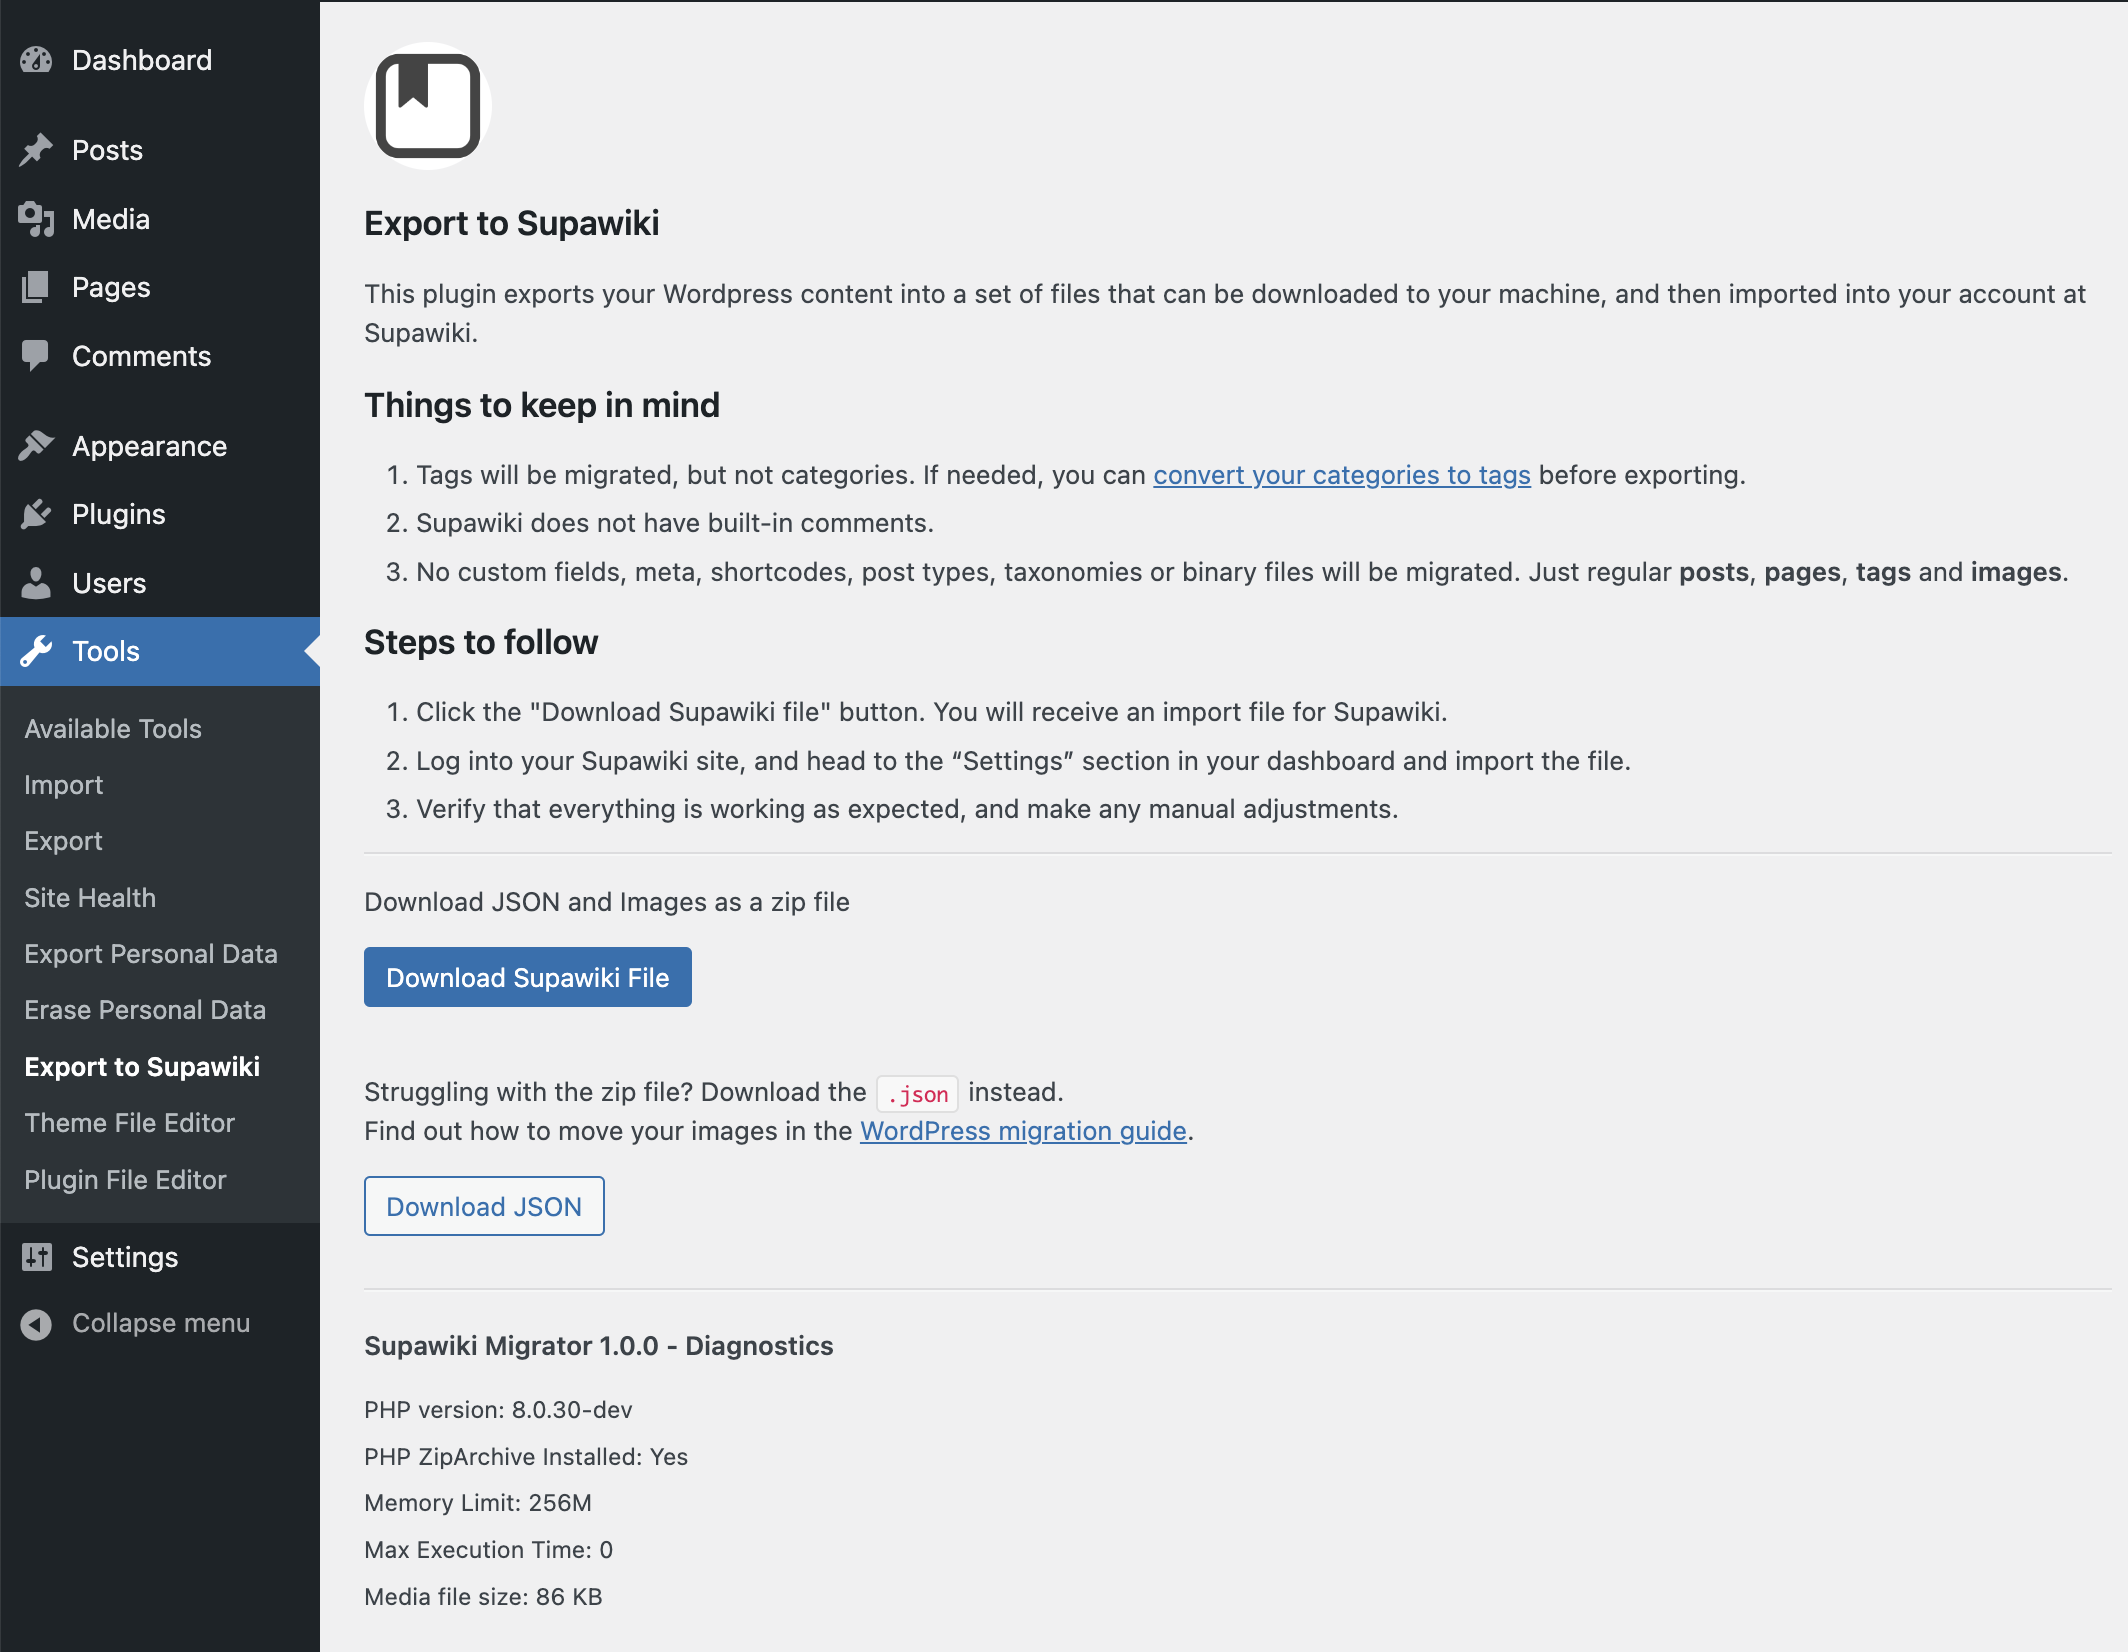 Dashboard
Posts
Media
Pages
Comments
Appearance
Plugins
Users
Tools
Available Tools
Import
Export
Site Health
Export Personal Data
Erase Personal Data
Export to Supawiki
Theme File Editor
Plugin File Editor
Settings
Collapse menu
Export to Supawiki
This plugin exports your Wordpress content into a set of files that can be downloaded to your machine, and then imported into your account at
Supawiki.
Things to keep in mind
1. Tags will be migrated, but not categories. If needed, you can convert your categories to tags before exporting.
2. Supawiki does not have built-in comments.
3. No custom fields, meta, shortcodes, post types, taxonomies or binary files will be migrated. Just regular posts, pages, tags and images.
Steps to follow
1. Click the "Download Supawiki file" button. You will receive an import file for Supawiki.
2. Log into your Supawiki site, and head to the “Settings” section in your dashboard and import the file.
3. Verify that everything is working as expected, and make any manual adjustments.
Download JSON and Images as a zip file
Download Supawiki File
Struggling with the zip file? Download the .json instead.
Find out how to move your images in the WordPress migration guide.
Download JSON
Supawiki Migrator 1.0.0 - Diagnostics
PHP version: 8.0.30-dev
PHP ZipArchive Installed: Yes
Memory Limit: 256M
Max Execution Time: 0
Media file size: 86 KB